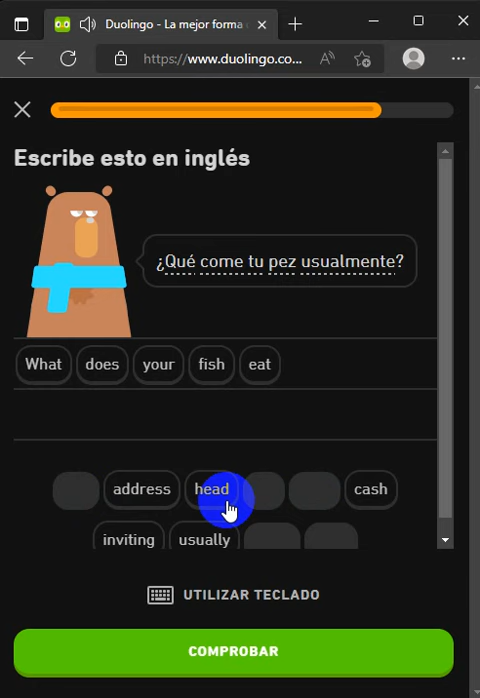 Duolingo - La mejor forma
https://www.duolingo.co...
Escribe esto en inglés
¿Qué come tu pez usualmente?
What does your fish eat
address head cash
inviting usually
UTILIZAR TECLADO
COMPROBAR